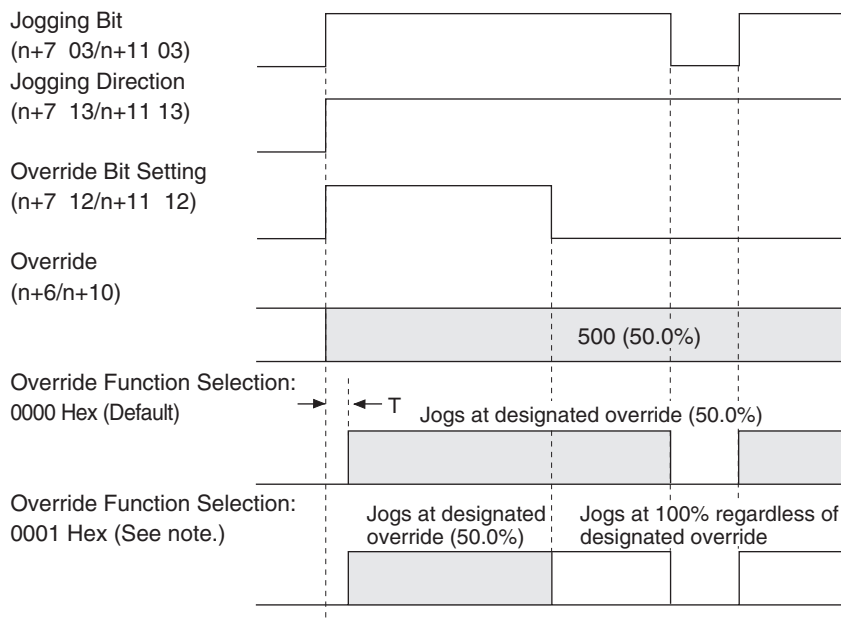 Jogging Bit
(n+7 03/n+11 03)
Jogging Direction
(n+7 13/n+11 13)
Override Bit Setting
(n+7 12/n+11 12)
Override
(n+6/n+10)
500 (50.0%)
Override Function Selection:
0000 Hex (Default)
T
Jogs at designated override (50.0%)
Override Function Selection:
0001 Hex (See note.)
Jogs at designated
override (50.0%)
Jogs at 100% regardless of
designated override